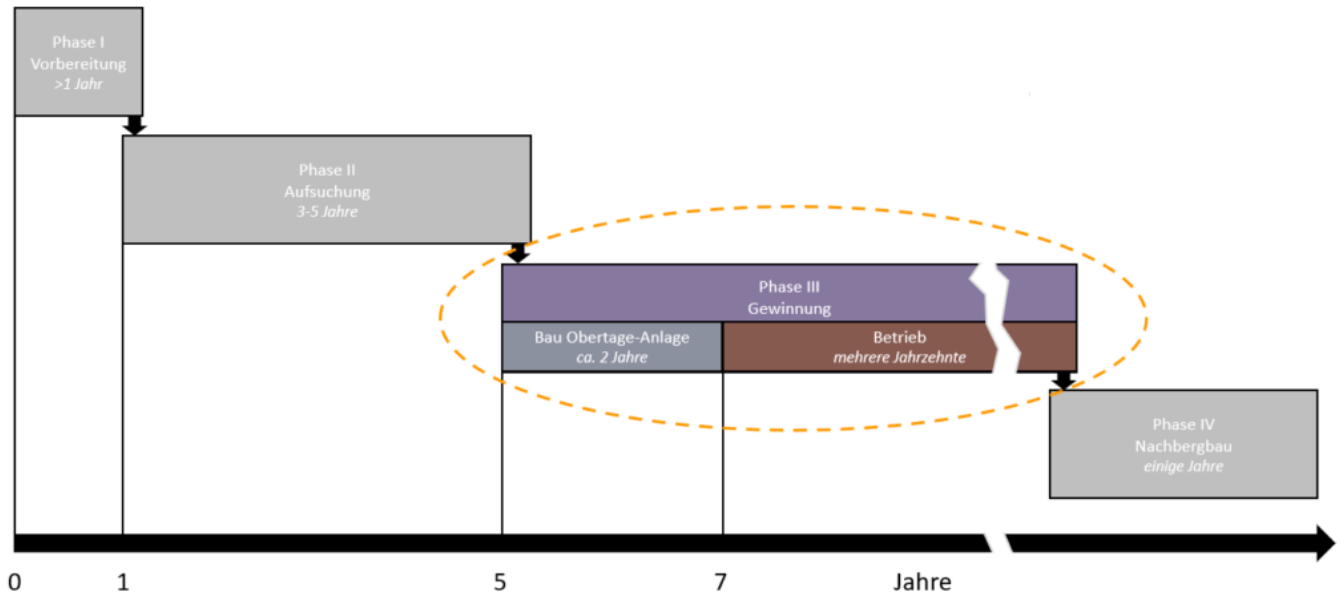 Phase I
Vorbereitung
>1 Jahr
Phase II
Aufsuchung
3-5 Jahre
Phase III
Gewinnung
Bau Obertage-Anlage
ca. 2 Jahre
Betrieb
mehrere Jahrzehnte
Phase IV
Nachbergbau
einige Jahre
0 1 5 7 Jahre